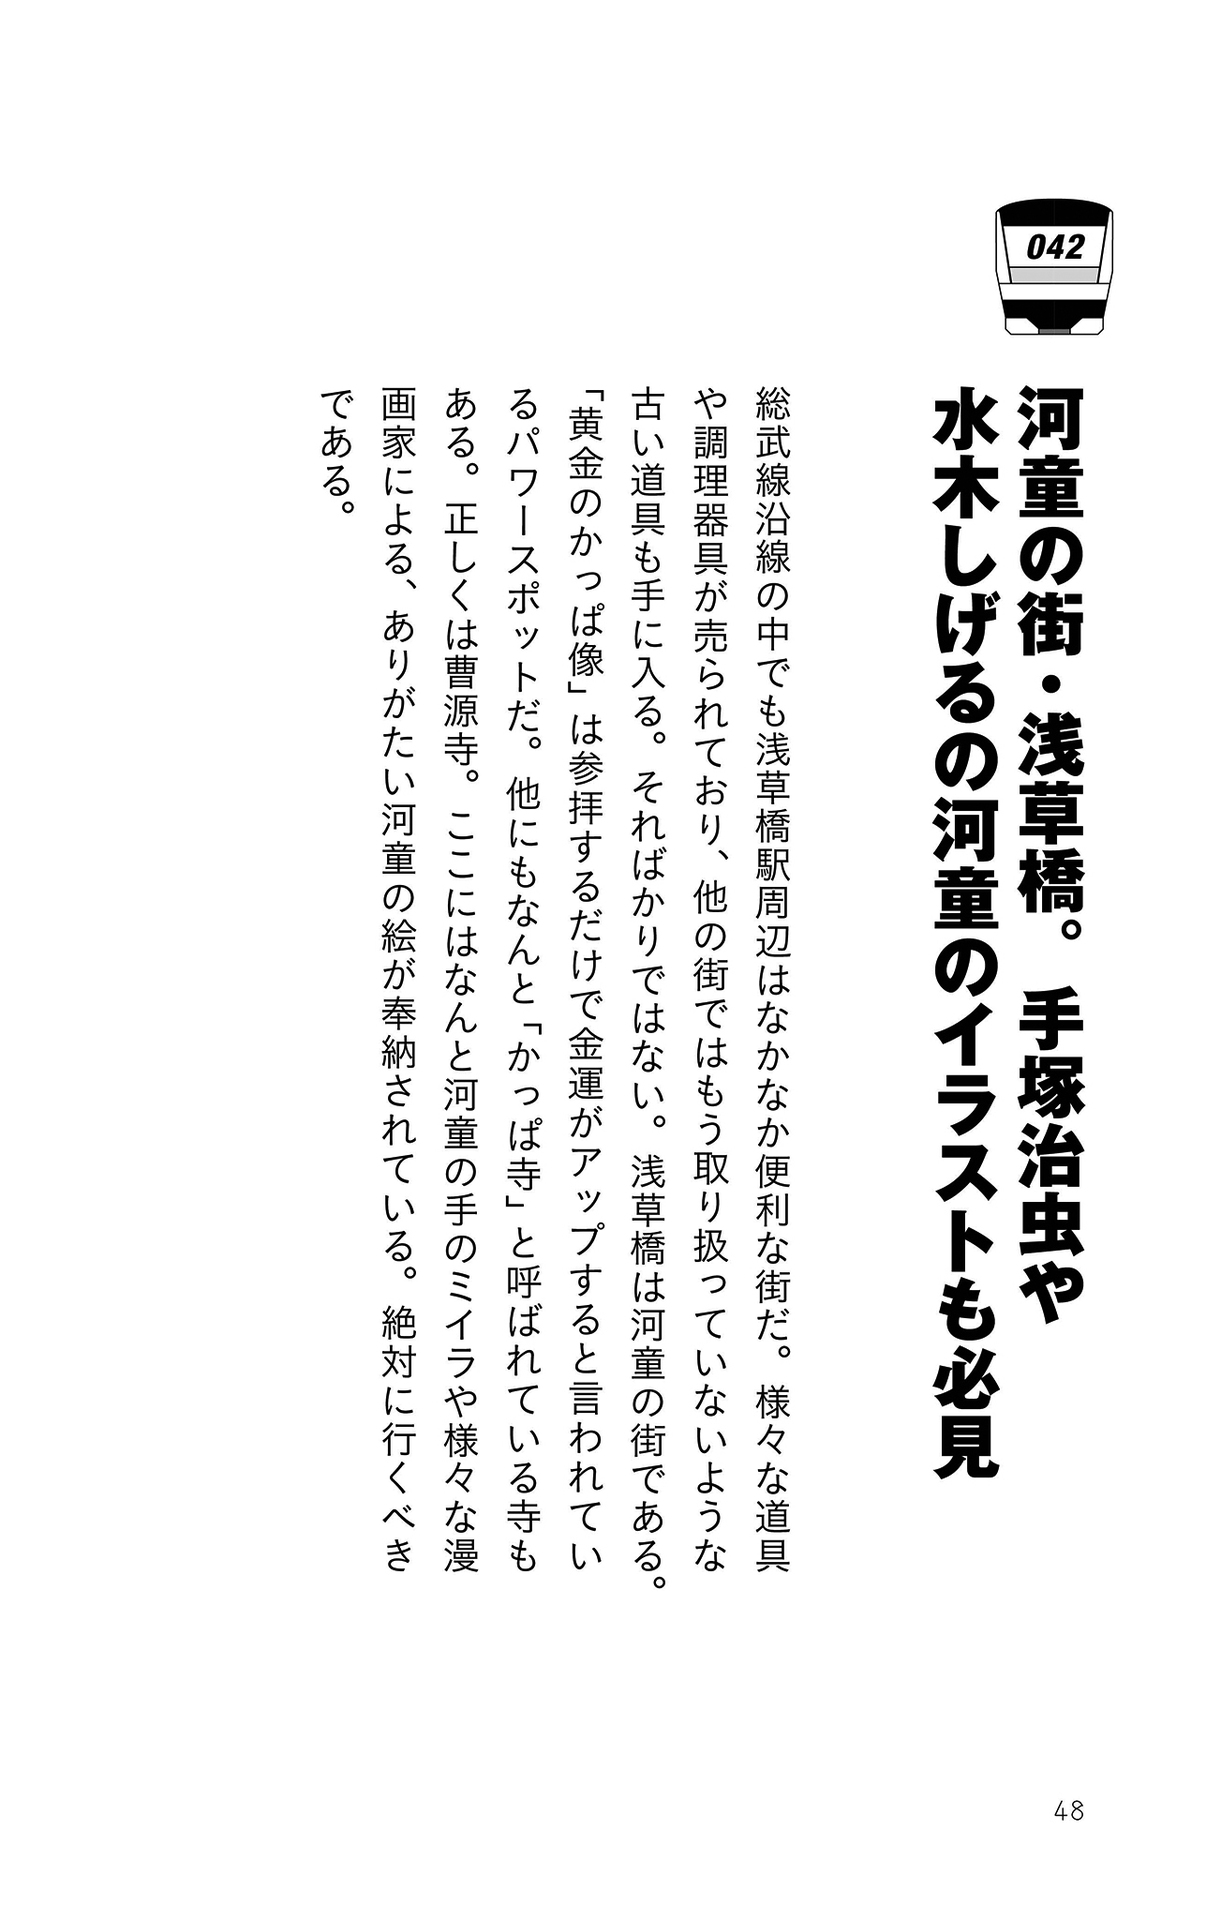 042
河童の街・浅草橋。手塚治虫や
水木しげるの河童のイラストも必見
総武線沿線の中でも浅草橋駅周辺はなかなか便利な街だ。様々な道具
や調理器具が売られており、他の街ではもう取り扱っていないような
古い道具も手に入る。そればかりではない。浅草橋は河童の街である。
「黄金のかっぱ像」は参拝するだけで金運がアップすると言われてい
るパワースポットだ。他にもなんと「かっぱ寺」と呼ばれている寺も
ある。正しくは曹源寺。ここにはなんと河童の手のミイラや様々な漫
画家による、ありがたい河童の絵が奉納されている。絶対に行くべき
である。
48